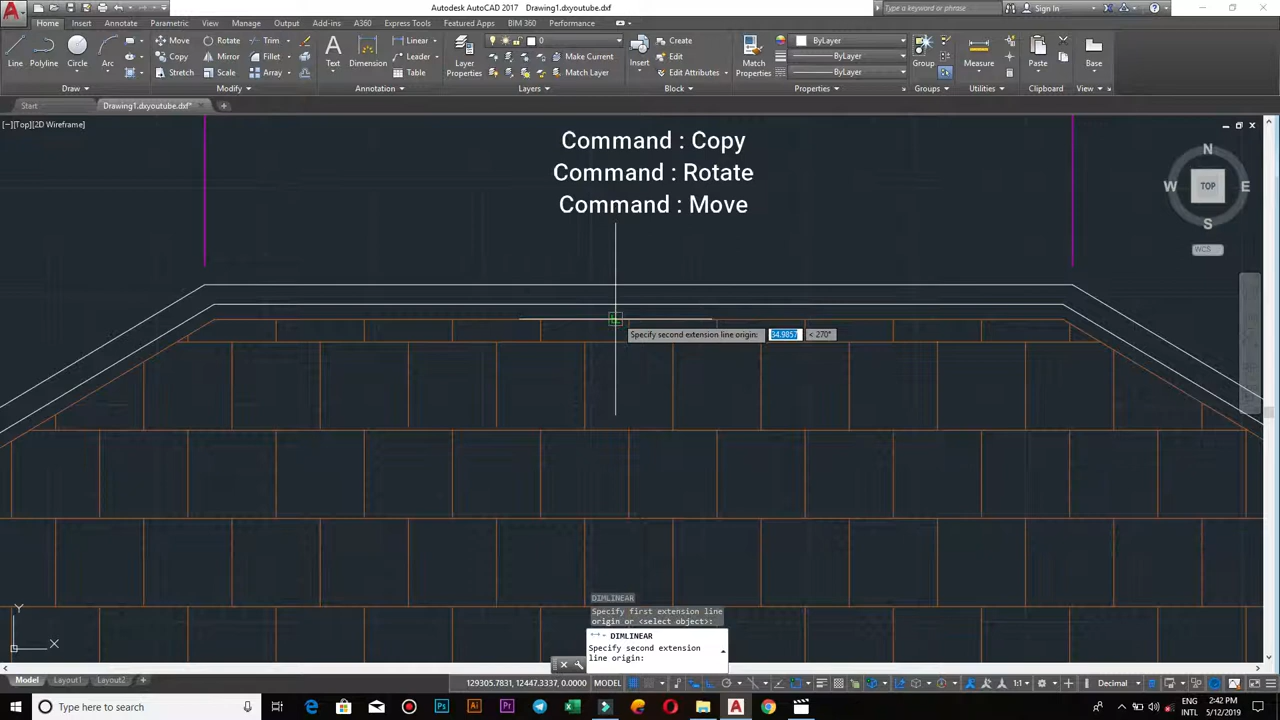 Autodesk AutoCAD 2017 Drawing1.dxyoutube.dxf
Type a keyword or phrase
Sign In
Home Insert Annotate Parametric View Manage Output Add-ins A360 Express Tools Featured Apps BIM 360 Performance
Line Polyline Circle Arc
Move Rotate Trim
Copy Mirror Fillet
Stretch Scale Array
Text Dimension
Linear
Leader
Table
Layer Properties
0
Make Current
Match Layer
Insert
Create
Edit
Edit Attributes
Match Properties
ByLayer
ByLayer
ByLayer
Group
Measure
Paste
Base
Draw Modify Annotation Layers Block Properties Groups Utilities Clipboard View
Start Drawing1.dxyoutube.dxf*
[−][Top][2D Wireframe]
Command : Copy
Command : Rotate
Command : Move
N
W TOP E
S
WCS
Specify second extension line origin: 34.9857 < 270°
DIMLINEAR
Specify first extension line
origin or <select object>:
DIMLINEAR
Specify second extension
line origin:
Y
X
Model Layout1 Layout2
129305.7831, 12447.3337, 0.0000 MODEL
1:1
Decimal
Type here to search
ENG 2:42 PM
INTL 5/12/2019